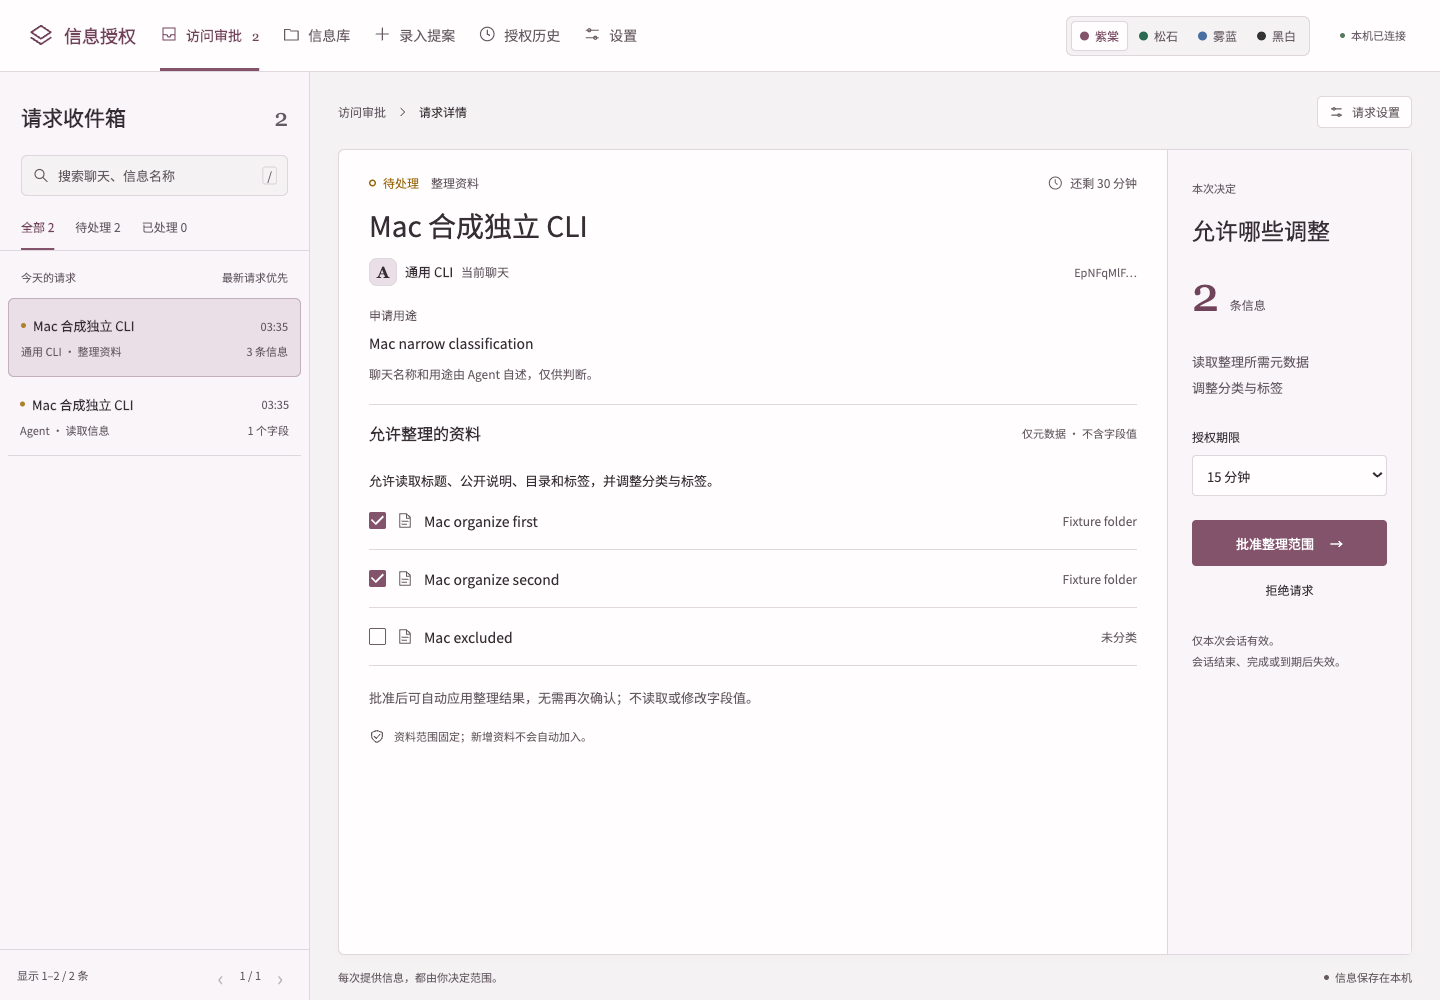 信息授权
访问审批 2
信息库
录入提案
授权历史
设置
紫棠
松石
雾蓝
黑白
本机已连接
请求收件箱 2
搜索聊天、信息名称 /
全部 2 待处理 2 已处理 0
今天的请求 最新请求优先
Mac 合成独立 CLI 03:35
通用 CLI · 整理资料 3 条信息
Mac 合成独立 CLI 03:35
Agent · 读取信息 1 个字段
显示 1–2 / 2 条 ‹ 1 / 1 ›
访问审批 > 请求详情
请求设置
待处理 整理资料 还剩 30 分钟
Mac 合成独立 CLI
A 通用 CLI 当前聊天 EpNFqMlF…
申请用途
Mac narrow classification
聊天名称和用途由 Agent 自述，仅供判断。
允许整理的资料 仅元数据 · 不含字段值
允许读取标题、公开说明、目录和标签，并调整分类与标签。
Mac organize first Fixture folder
Mac organize second Fixture folder
Mac excluded 未分类
批准后可自动应用整理结果，无需再次确认；不读取或修改字段值。
资料范围固定；新增资料不会自动加入。
本次决定
允许哪些调整
2 条信息
读取整理所需元数据
调整分类与标签
授权期限
15 分钟
批准整理范围 →
拒绝请求
仅本次会话有效。
会话结束、完成或到期后失效。
每次提供信息，都由你决定范围。
信息保存在本机